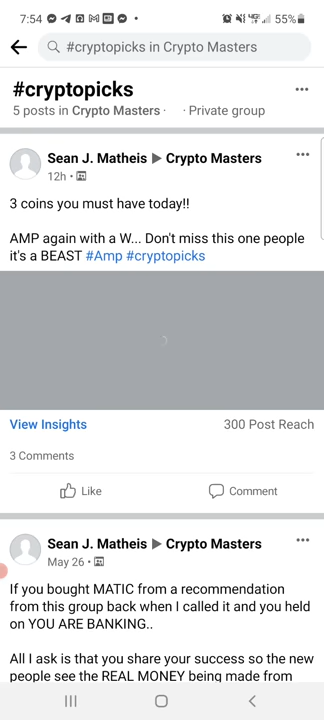 7:54 55%
#cryptopicks in Crypto Masters
#cryptopicks
5 posts in Crypto Masters · · Private group
Sean J. Matheis ▶ Crypto Masters
12h ·
3 coins you must have today!!
AMP again with a W... Don't miss this one people
it's a BEAST #Amp #cryptopicks
View Insights 300 Post Reach
3 Comments
Like Comment
Sean J. Matheis ▶ Crypto Masters
May 26 ·
If you bought MATIC from a recommendation
from this group back when I called it and you held
on YOU ARE BANKING..
All I ask is that you share your success so the new
people see the REAL MONEY being made from